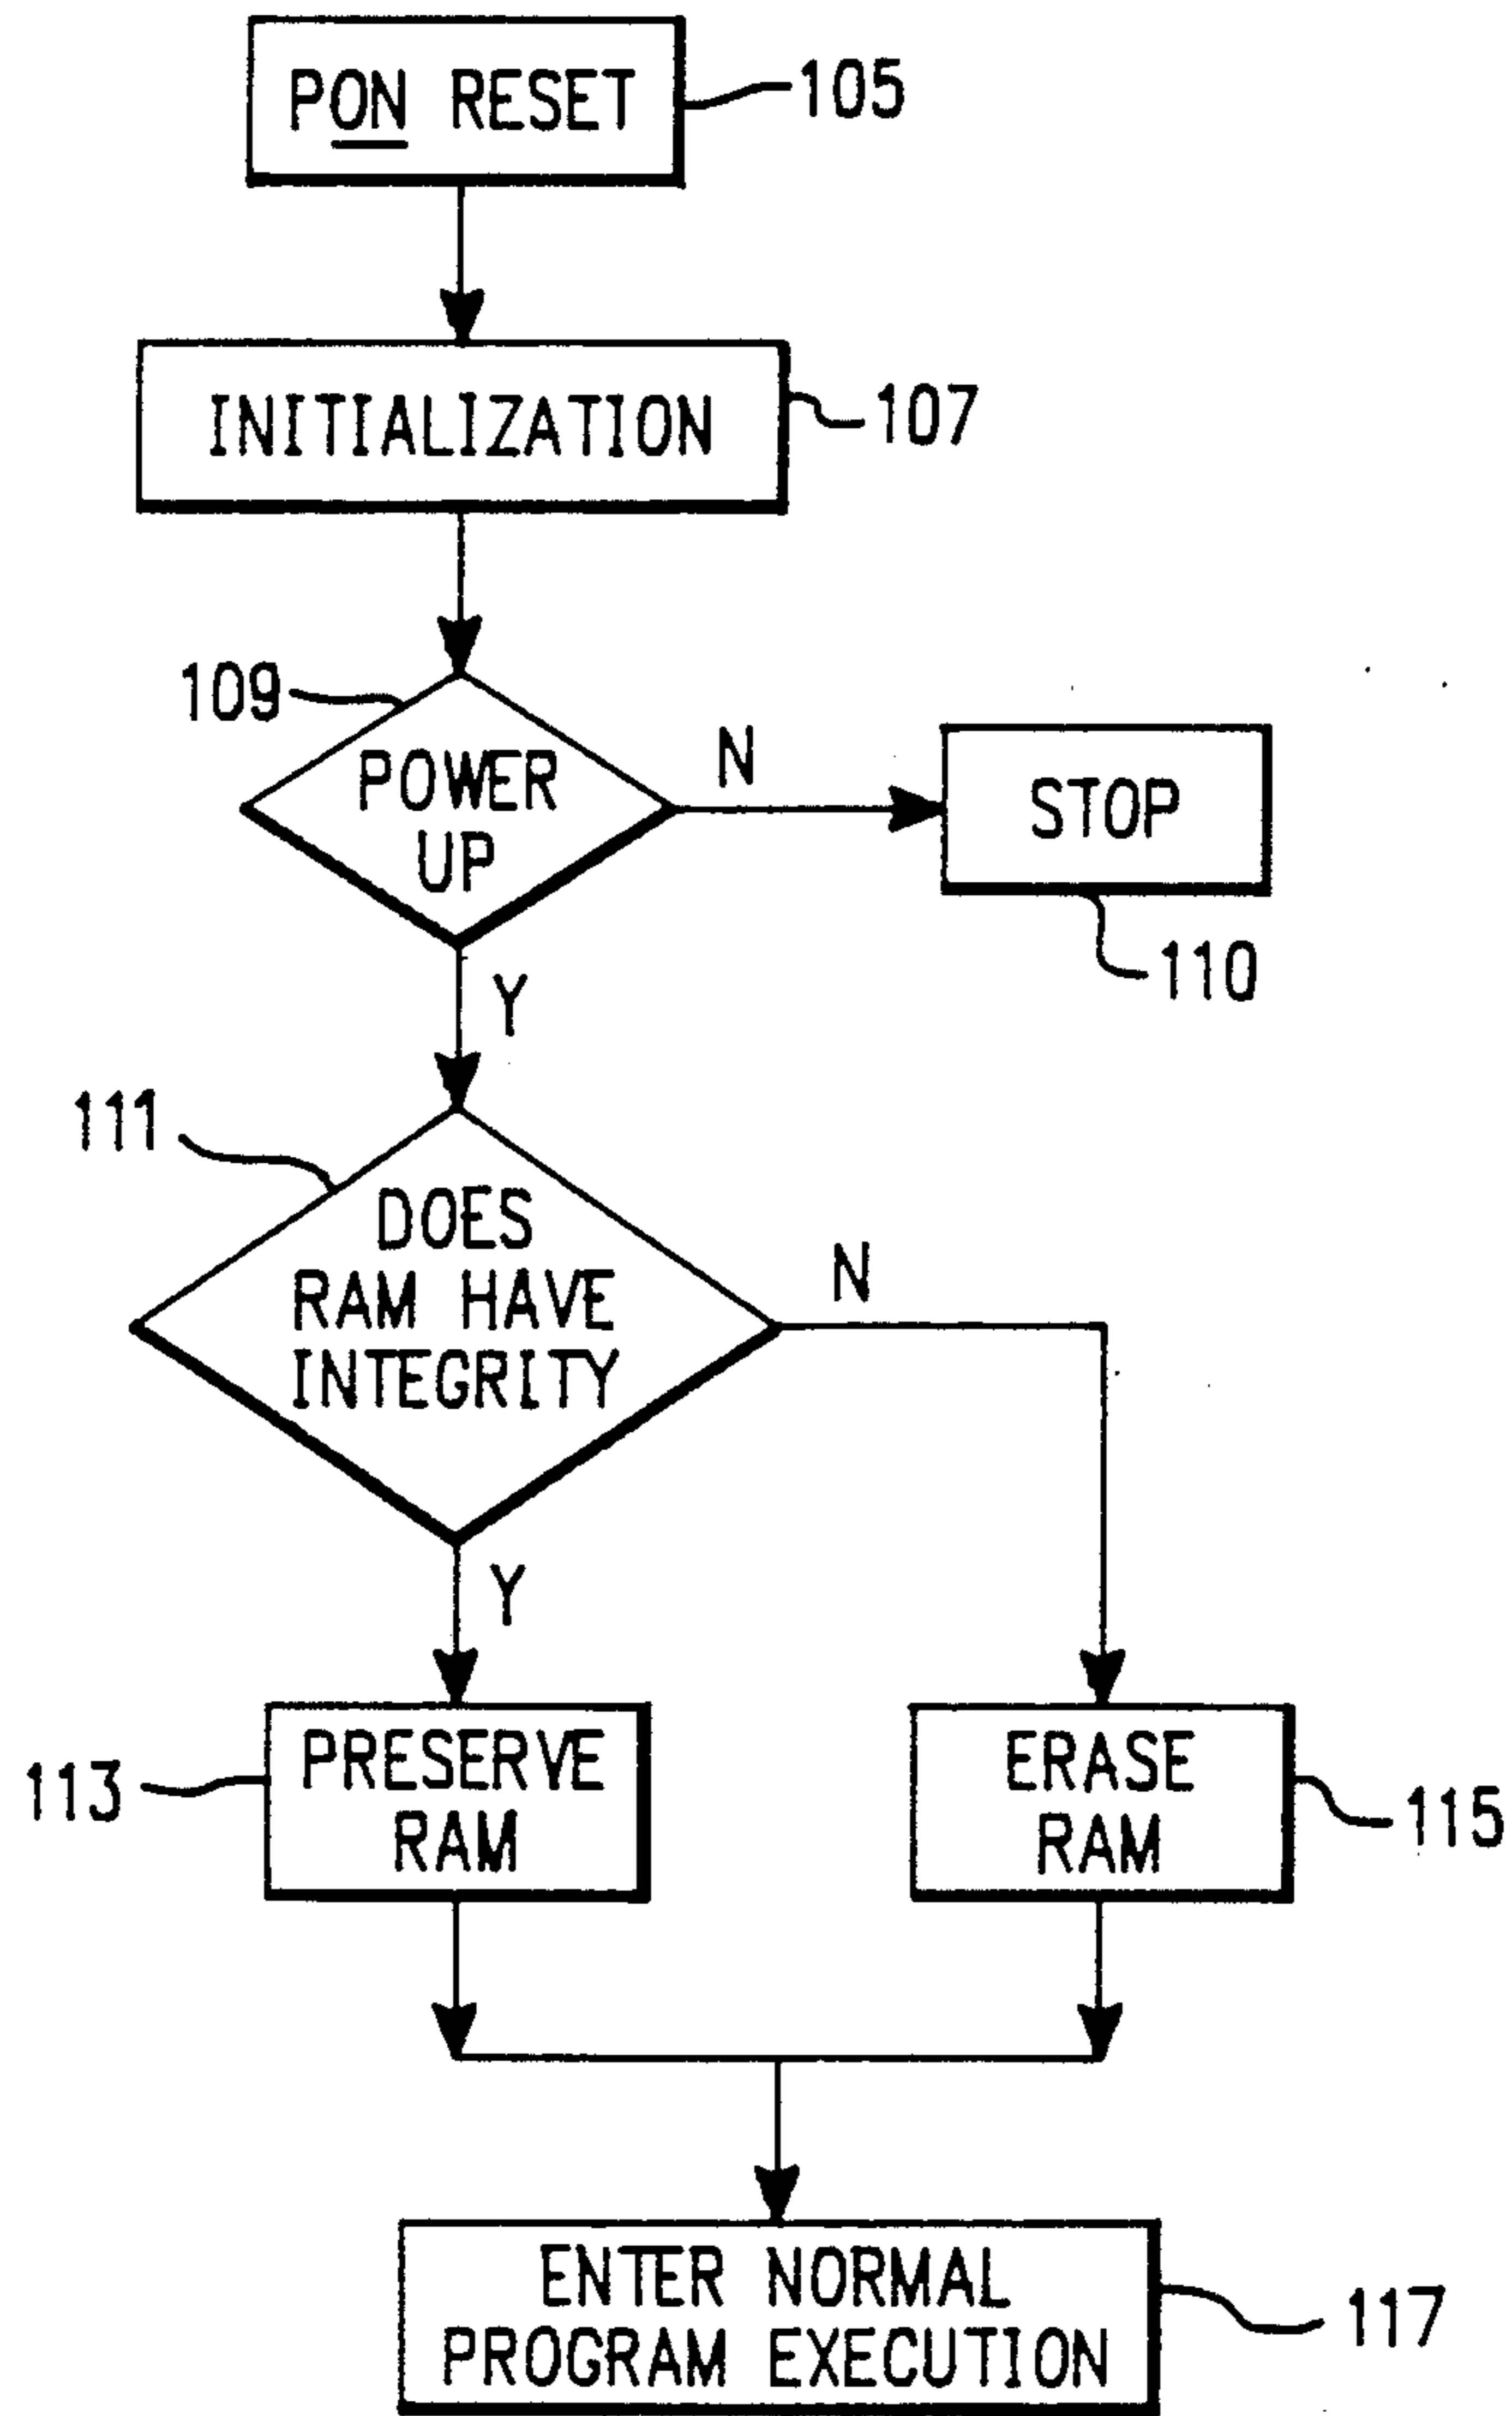 PON RESET
105
INITIALIZATION
107
109
POWER
UP
N
STOP
110
Y
111
DOES
RAM HAVE
INTEGRITY
N
Y
113
PRESERVE
RAM
ERASE
RAM
115
ENTER NORMAL
PROGRAM EXECUTION
117